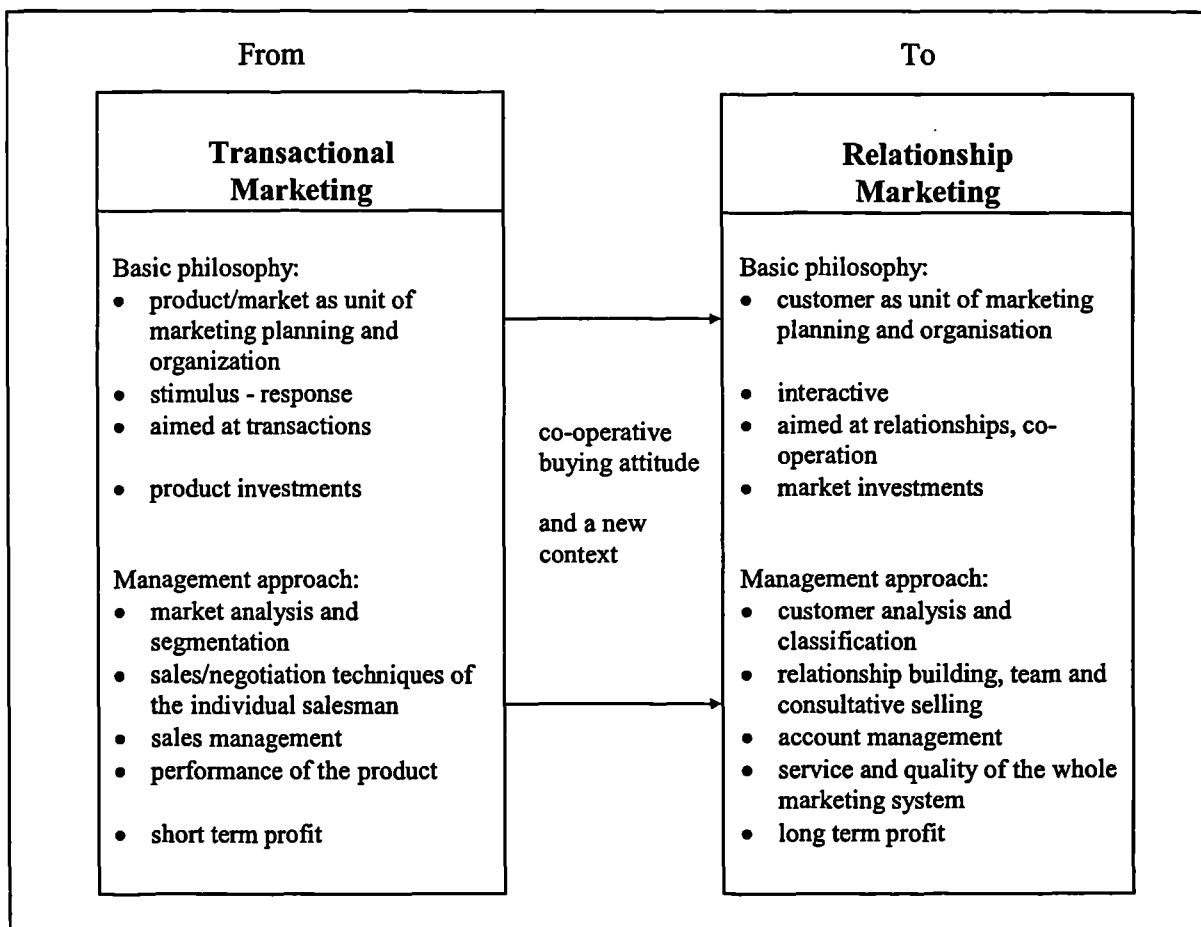 From
To
Transactional
Marketing
Basic philosophy:
• product/market as unit of
marketing planning and
organization
• stimulus - response
• aimed at transactions
• product investments
Management approach:
• market analysis and
segmentation
• sales/negotiation techniques of
the individual salesman
• sales management
• performance of the product
• short term profit
co-operative
buying attitude
and a new
context
Relationship
Marketing
Basic philosophy:
• customer as unit of marketing
planning and organisation
• interactive
• aimed at relationships, co-
operation
• market investments
Management approach:
• customer analysis and
classification
• relationship building, team and
consultative selling
• account management
• service and quality of the whole
marketing system
• long term profit